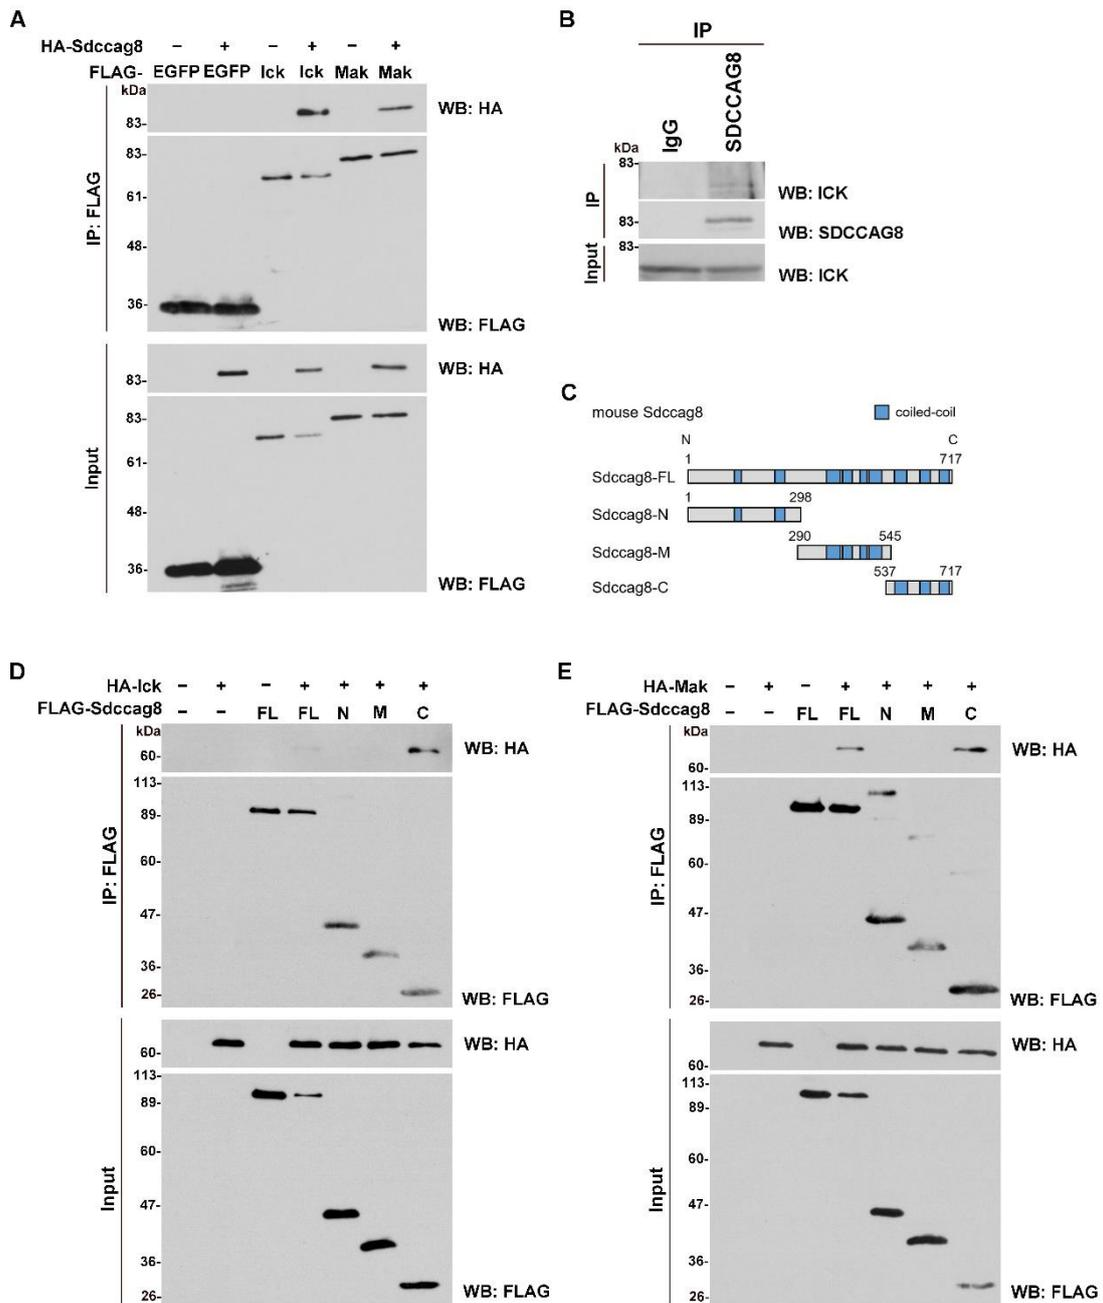 A
HA-Sdccag8 – + – + – +
FLAG- EGFP EGFP Ick Ick Mak Mak
kDa
83-
WB: HA
IP: FLAG
83-
61-
48-
36-
WB: FLAG
Input
83-
WB: HA
83-
61-
48-
36-
WB: FLAG
B
IP
IgG
SDCCAG8
kDa
IP
83-
WB: ICK
83-
WB: SDCCAG8
Input
83-
WB: ICK
C
mouse Sdccag8 coiled-coil
N C
1 717
Sdccag8-FL
1 298
Sdccag8-N
290 545
Sdccag8-M
537 717
Sdccag8-C
D
HA-Ick – + – + + + +
FLAG-Sdccag8 – – FL FL N M C
kDa
60-
WB: HA
IP: FLAG
113-
89-
60-
47-
36-
26-
WB: FLAG
Input
60-
WB: HA
113-
89-
60-
47-
36-
26-
WB: FLAG
E
HA-Mak – + – + + + +
FLAG-Sdccag8 – – FL FL N M C
kDa
60-
WB: HA
IP: FLAG
113-
89-
60-
47-
36-
26-
WB: FLAG
Input
60-
WB: HA
113-
89-
60-
47-
36-
26-
WB: FLAG